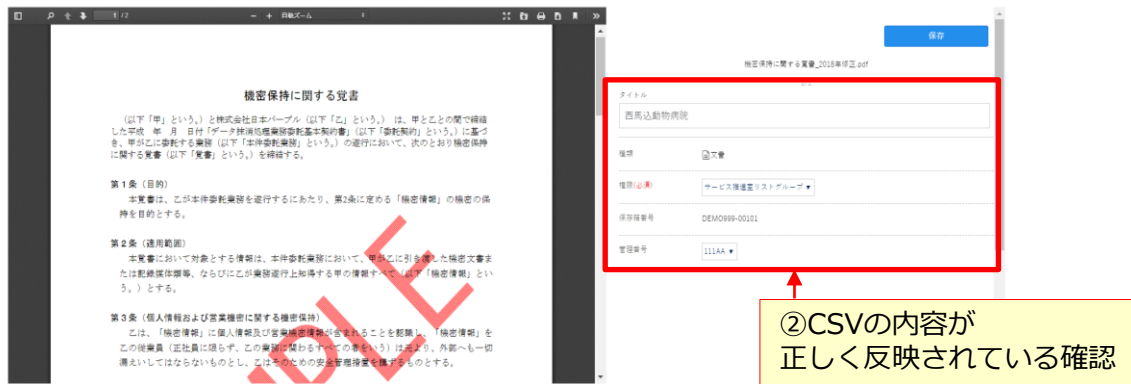 1 /2
自動ズーム
機密保持に関する覚書
（以下「甲」という。）と株式会社日本パープル（以下「乙」という。） は、甲と乙との間で締結
した平成　年　月　日付「データ抹消処理業務委託基本契約書」（以下「委託契約」という。）に基づ
き、甲が乙に委託する業務（以下「本件委託業務」という。）の遂行において、次のとおり機密保持
に関する覚書（以下「覚書」という。）を締結する。
第１条（目的）
本覚書は、乙が本件委託業務を遂行するにあたり、第2条に定める「機密情報」の機密の保
持を目的とする。
第２条（適用範囲）
本覚書において対象とする情報は、本件委託業務において、甲が乙に引き渡した機密文書ま
たは記録媒体類等、ならびに乙が業務遂行上知得する甲の情報すべて（以下「機密情報」とい
う。）とする。
第３条（個人情報および営業機密に関する機密保持）
乙は、「機密情報」に個人情報及び営業機密情報が含まれることを認識し、「機密情報」を
乙の従業員（正社員に限らず、乙の業務に関わるすべての者をいう）は元より、外部へも一切
漏えいしてはならないものとし、乙はそのための安全管理措置を講ずるものとする。
MPLE
保存
機密保持に関する覚書_2018年修正.pdf
タイトル
西馬込動物病院
種類
文書
権限(必須)
サービス推進室リストグループ
保存箱番号
DEMO999-00101
管理番号
111AA
②CSVの内容が
正しく反映されている確認